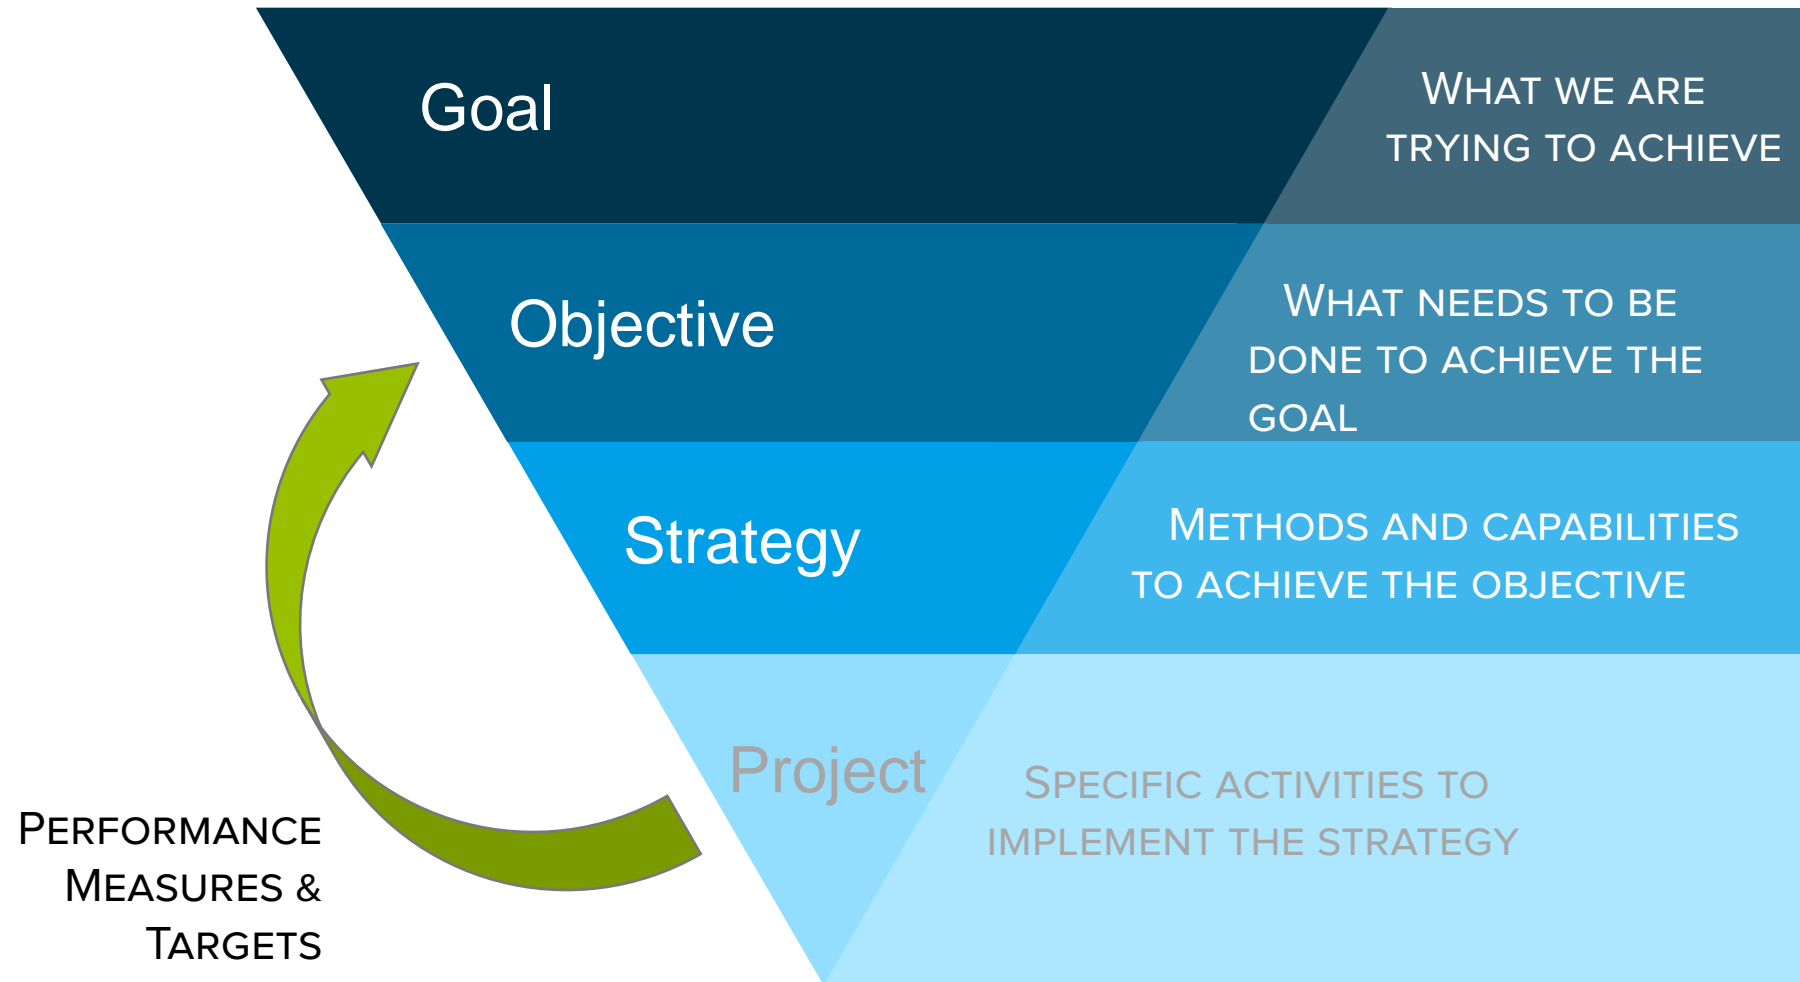 Goal
WHAT WE ARE
TRYING TO ACHIEVE
Objective
WHAT NEEDS TO BE
DONE TO ACHIEVE THE
GOAL
Strategy
METHODS AND CAPABILITIES
TO ACHIEVE THE OBJECTIVE
Project
SPECIFIC ACTIVITIES TO
IMPLEMENT THE STRATEGY
PERFORMANCE
MEASURES &
TARGETS